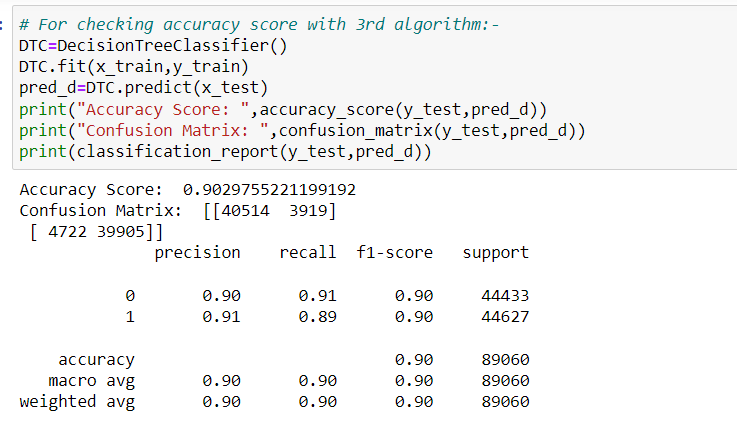 :
# For checking accuracy score with 3rd algorithm:-
DTC=DecisionTreeClassifier()
DTC.fit(x_train,y_train)
pred_d=DTC.predict(x_test)
print("Accuracy Score: ",accuracy_score(y_test,pred_d))
print("Confusion Matrix: ",confusion_matrix(y_test,pred_d))
print(classification_report(y_test,pred_d))
Accuracy Score:  0.9029755221199192
Confusion Matrix:  [[40514  3919]
 [ 4722 39905]]
              precision    recall  f1-score   support
           0       0.90      0.91      0.90     44433
           1       0.91      0.89      0.90     44627
    accuracy                           0.90     89060
   macro avg       0.90      0.90      0.90     89060
weighted avg       0.90      0.90      0.90     89060